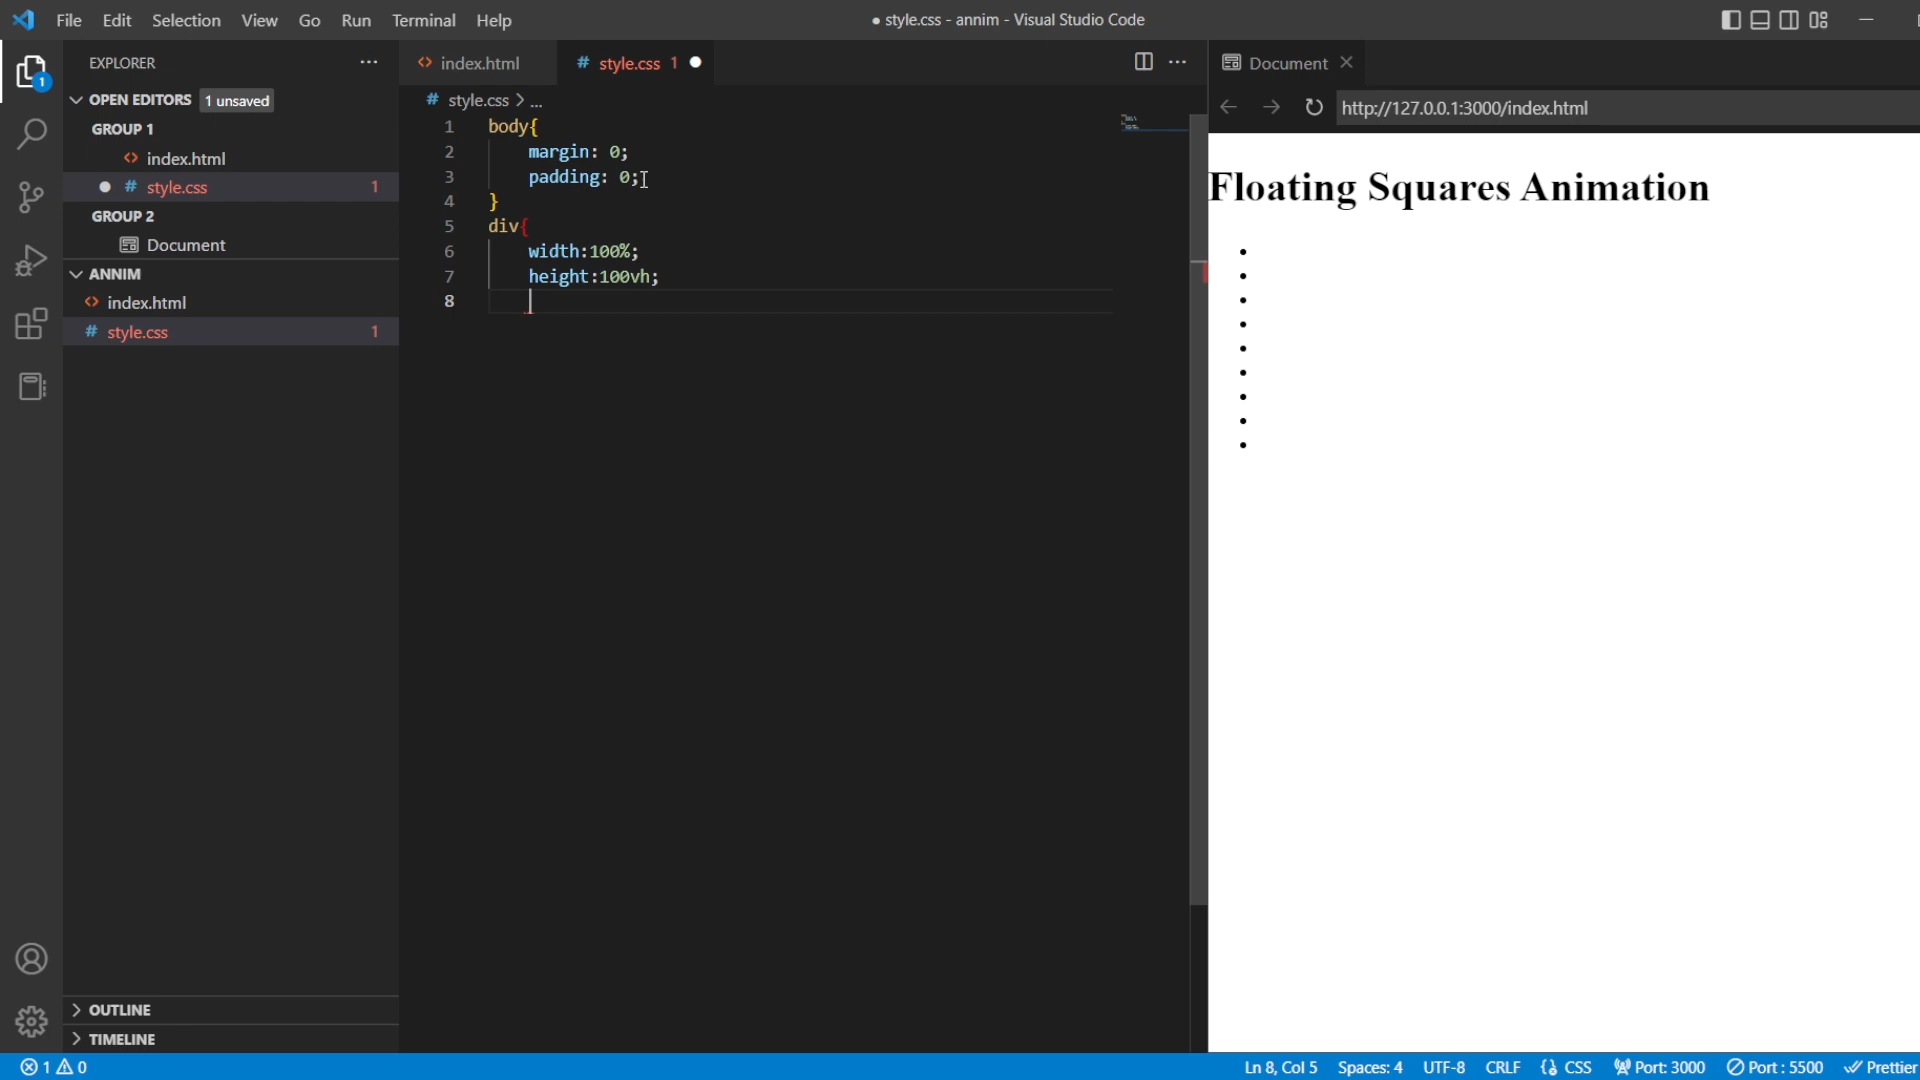 File Edit Selection View Go Run Terminal Help
● style.css - annim - Visual Studio Code
EXPLORER
OPEN EDITORS 1 unsaved
GROUP 1
index.html
style.css 1
GROUP 2
Document
ANNIM
index.html
style.css 1
OUTLINE
TIMELINE
1
index.html
# style.css 1
# style.css > ...
1 body{
2 margin: 0;
3 padding: 0;
4 }
5 div{
6 width:100%;
7 height:100vh;
8
Document
http://127.0.0.1:3000/index.html
Floating Squares Animation
1 0
Ln 8, Col 5 Spaces: 4 UTF-8 CRLF {} CSS Port: 3000 Port : 5500 Prettier